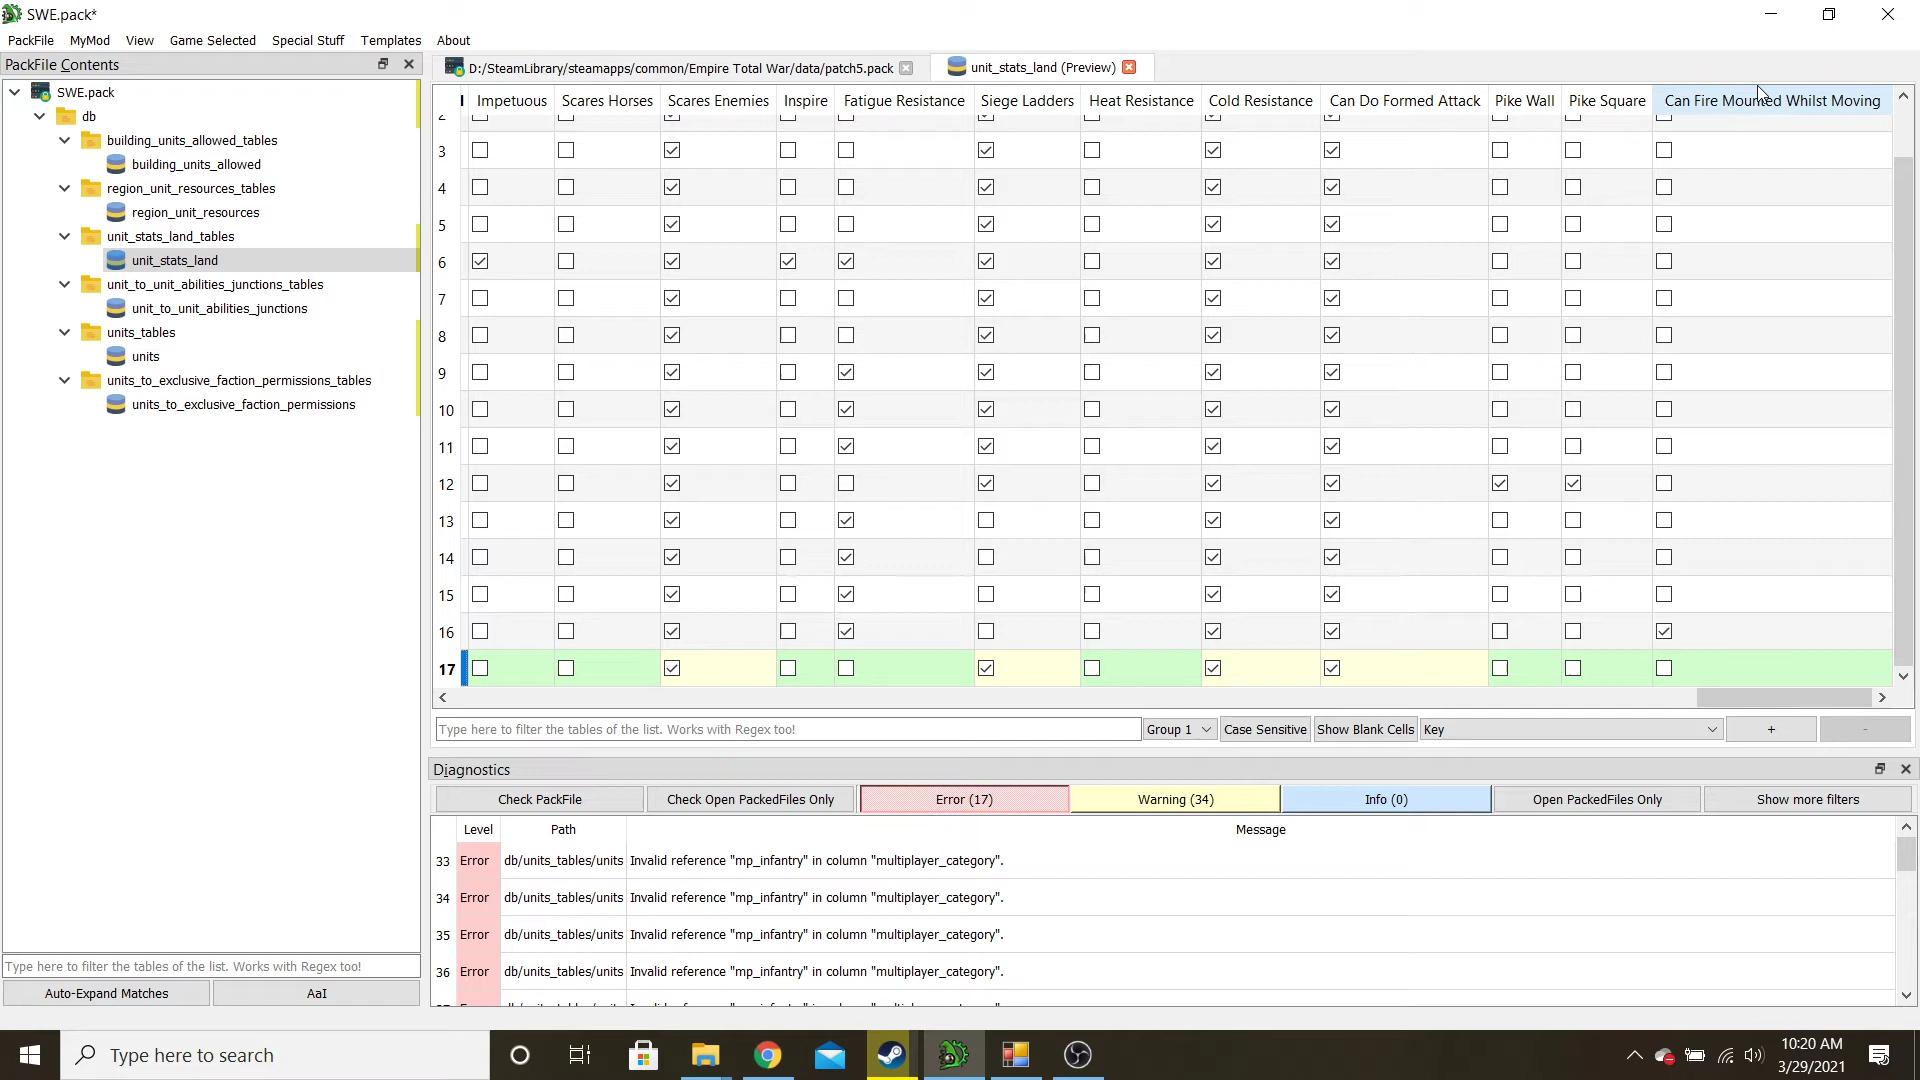 SWE.pack*
PackFile MyMod View Game Selected Special Stuff Templates About
PackFile Contents
SWE.pack
db
building_units_allowed_tables
building_units_allowed
region_unit_resources_tables
region_unit_resources
unit_stats_land_tables
unit_stats_land
unit_to_unit_abilities_junctions_tables
unit_to_unit_abilities_junctions
units_tables
units
units_to_exclusive_faction_permissions_tables
units_to_exclusive_faction_permissions
Type here to filter the tables of the list. Works with Regex too!
Auto-Expand Matches AaI
D:/SteamLibrary/steamapps/common/Empire Total War/data/patch5.pack unit_stats_land (Preview)
Impetuous Scares Horses Scares Enemies Inspire Fatigue Resistance Siege Ladders Heat Resistance Cold Resistance Can Do Formed Attack Pike Wall Pike Square Can Fire Mounted Whilst Moving
2
3
4
5
6
7
8
9
10
11
12
13
14
15
16
17
Type here to filter the tables of the list. Works with Regex too! Group 1 Case Sensitive Show Blank Cells Key + -
Diagnostics
Check PackFile Check Open PackedFiles Only Error (17) Warning (34) Info (0) Open PackedFiles Only Show more filters
Level Path Message
33 Error db/units_tables/units Invalid reference "mp_infantry" in column "multiplayer_category".
34 Error db/units_tables/units Invalid reference "mp_infantry" in column "multiplayer_category".
35 Error db/units_tables/units Invalid reference "mp_infantry" in column "multiplayer_category".
36 Error db/units_tables/units Invalid reference "mp_infantry" in column "multiplayer_category".
Type here to search
10:20 AM
3/29/2021